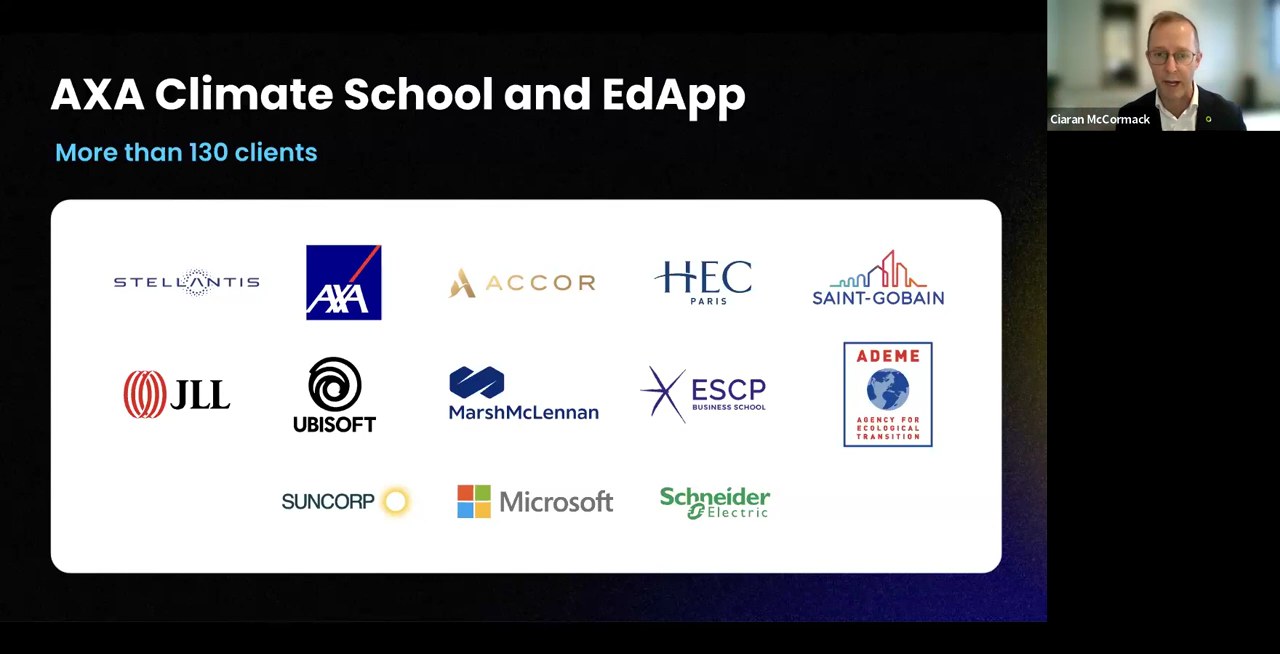 AXA Climate School and EdApp
More than 130 clients
Ciaran McCormack
STELLANTIS
AXA
ACCOR
HEC
PARIS
SAINT-GOBAIN
JLL
UBISOFT
MarshMcLennan
ESCP
BUSINESS SCHOOL
ADEME
AGENCY FOR
ECOLOGICAL
TRANSITION
SUNCORP
Microsoft
Schneider
Electric